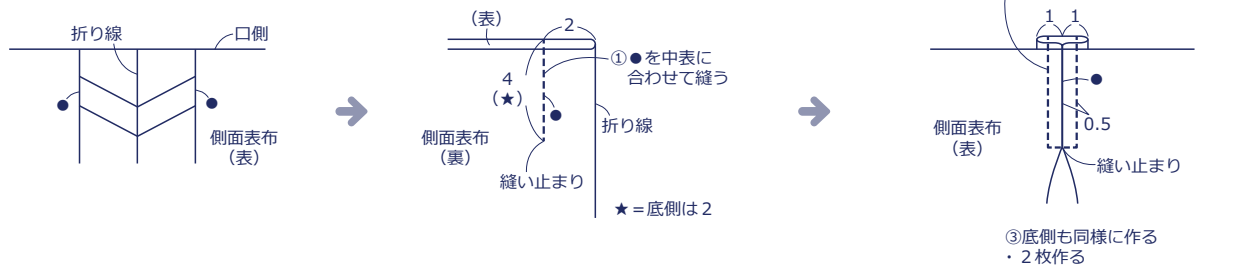 折り線
口側
●
●
側面表布
（表）
（表）
2
①●を中表に
合わせて縫う
4
（★）
●
折り線
側面表布
（裏）
縫い止まり
★＝底側は2
1 1
●
0.5
側面表布
（表）
縫い止まり
③底側も同様に作る
・2枚作る